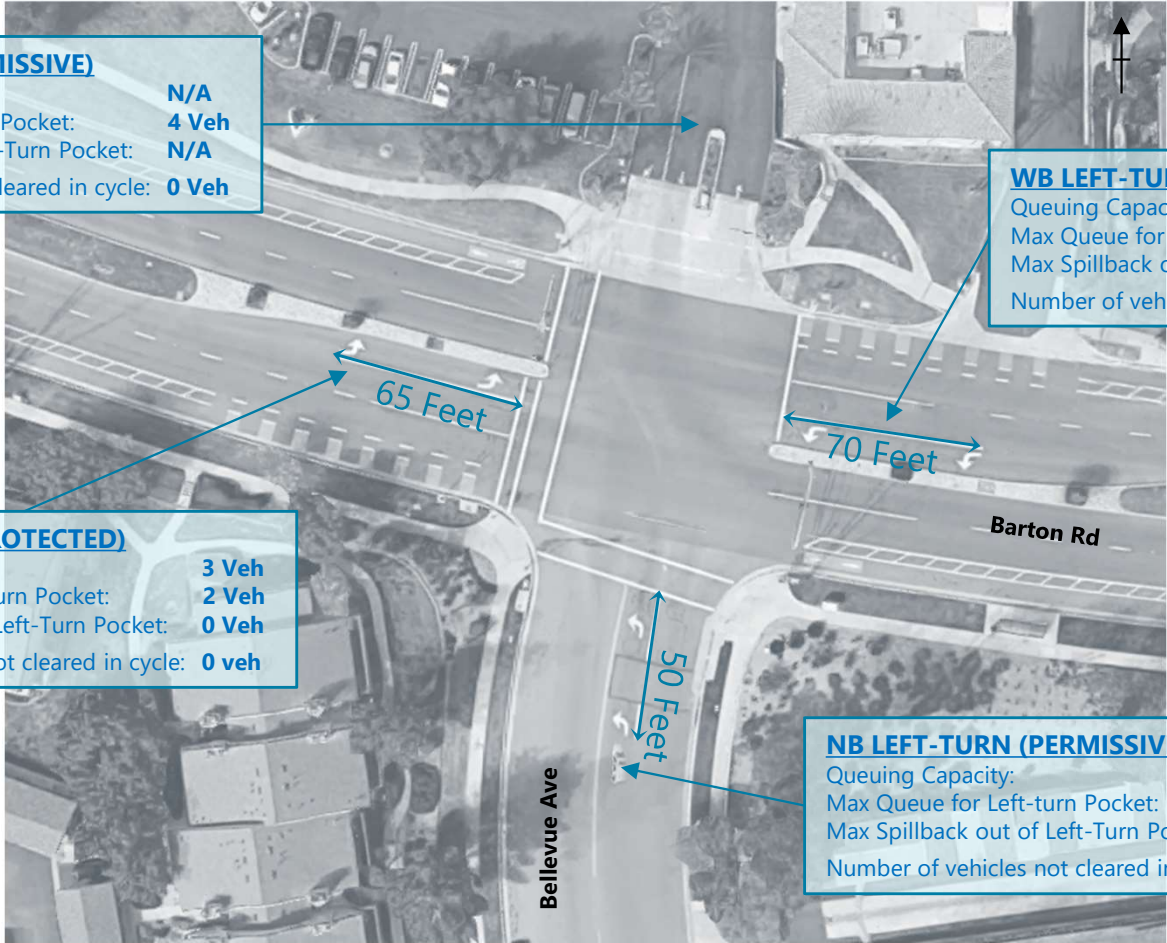 MISSIVE)
N/A
Pocket: 4 Veh
-Turn Pocket: N/A
leared in cycle: 0 Veh
WB LEFT-TU
Queuing Capac
Max Queue for
Max Spillback o
Number of veh
65 Feet
70 Feet
Barton Rd
OTECTED)
3 Veh
urn Pocket: 2 Veh
Left-Turn Pocket: 0 Veh
ot cleared in cycle: 0 veh
50 Feet
Bellevue Ave
NB LEFT-TURN (PERMISSIV
Queuing Capacity:
Max Queue for Left-turn Pocket:
Max Spillback out of Left-Turn Po
Number of vehicles not cleared i